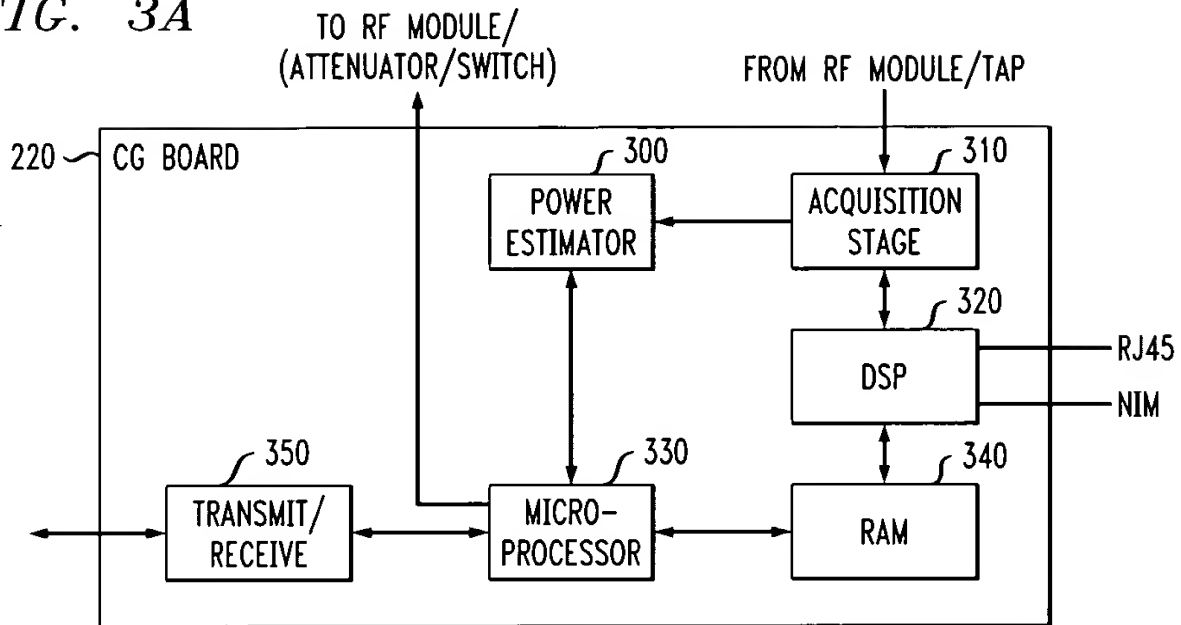 FIG. 3A
TO RF MODULE/
(ATTENUATOR/SWITCH)
FROM RF MODULE/TAP
220
CG BOARD
300
310
POWER
ESTIMATOR
ACQUISITION
STAGE
320
DSP
RJ45
NIM
350
330
340
TRANSMIT/
RECEIVE
MICRO-
PROCESSOR
RAM